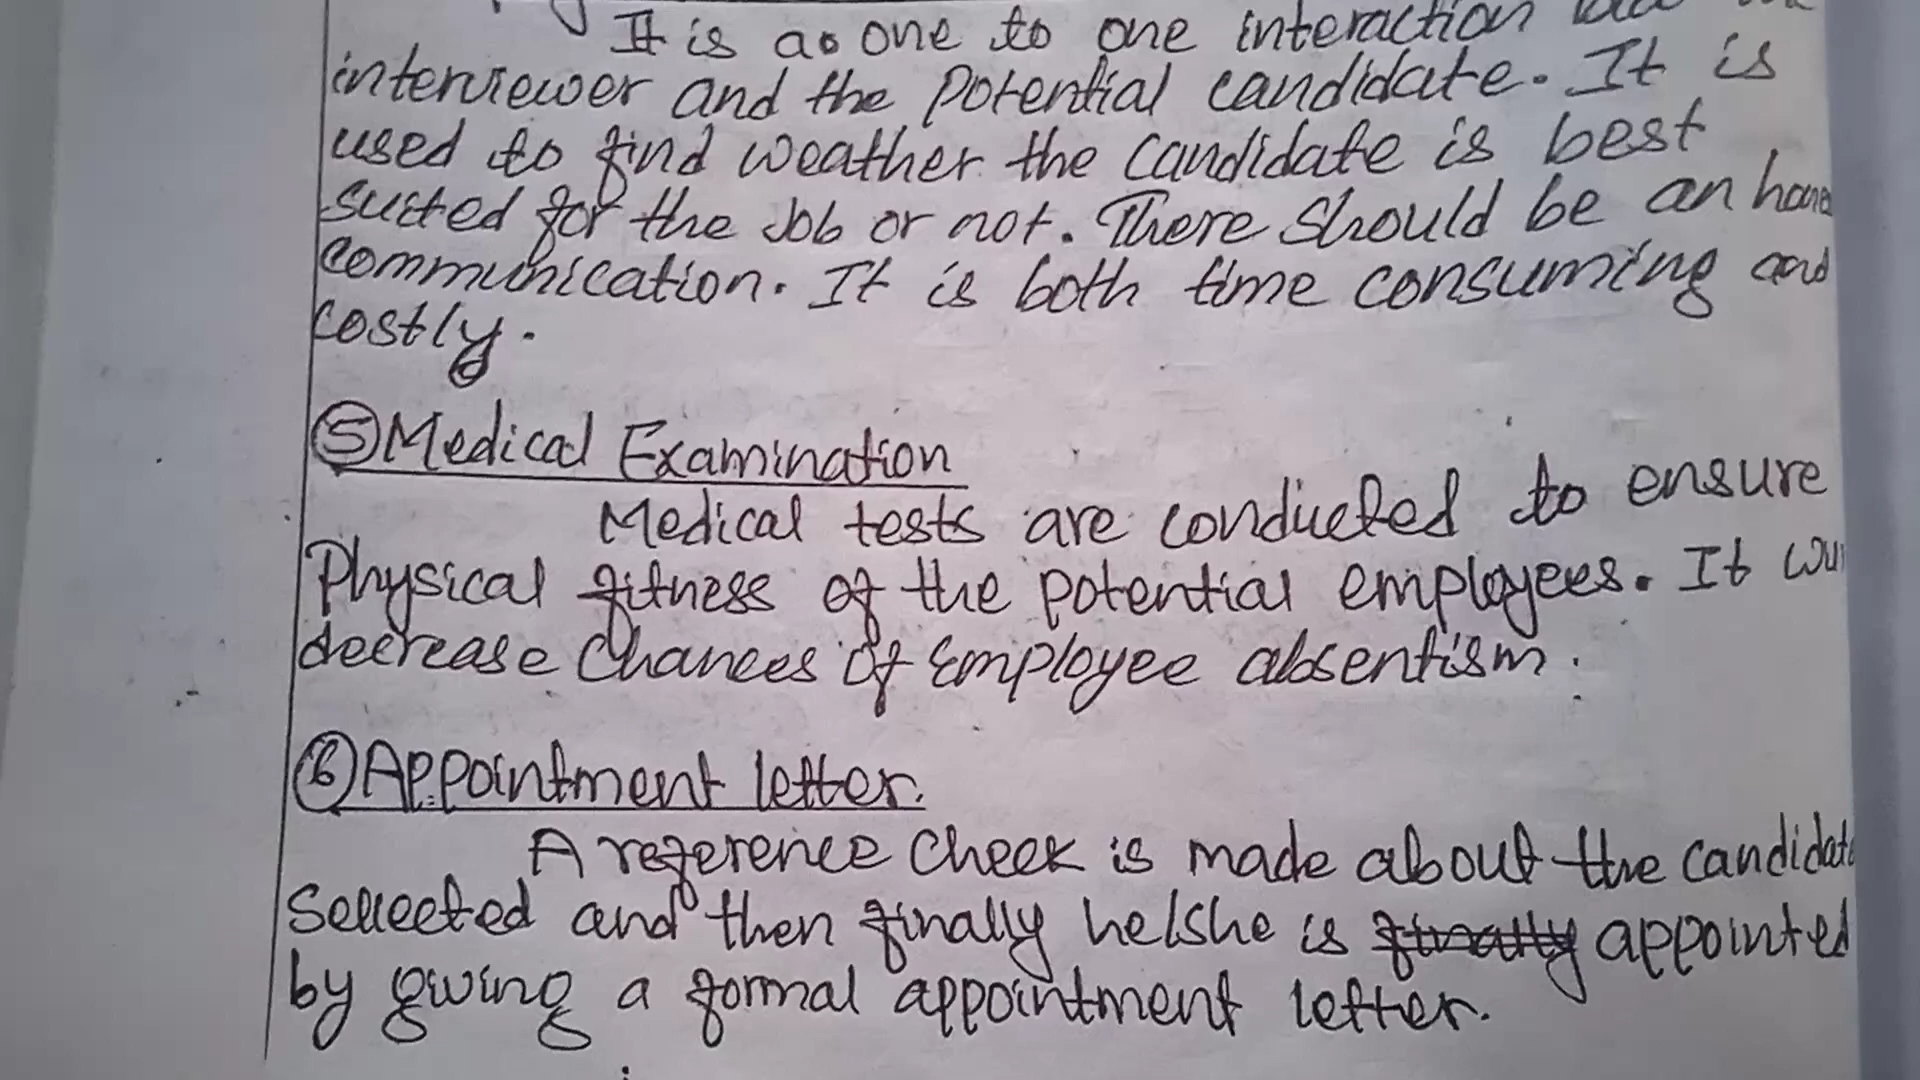 It is a one to one interaction
interviewer and the Potential candidate. It is
used to find weather the candidate is best
suited for the Job or not. There should be an
communication. It is both time consuming and
costly.
⑤ Medical Examination
Medical tests are conducted to ensure
Physical fitness of the potential employees. It
decrease chances of Employee absentism.
⑥ Appointment letter.
A reference check is made about the candidate
Sellected and then finally he/she is finally appointed
by giving a formal appointment letter.